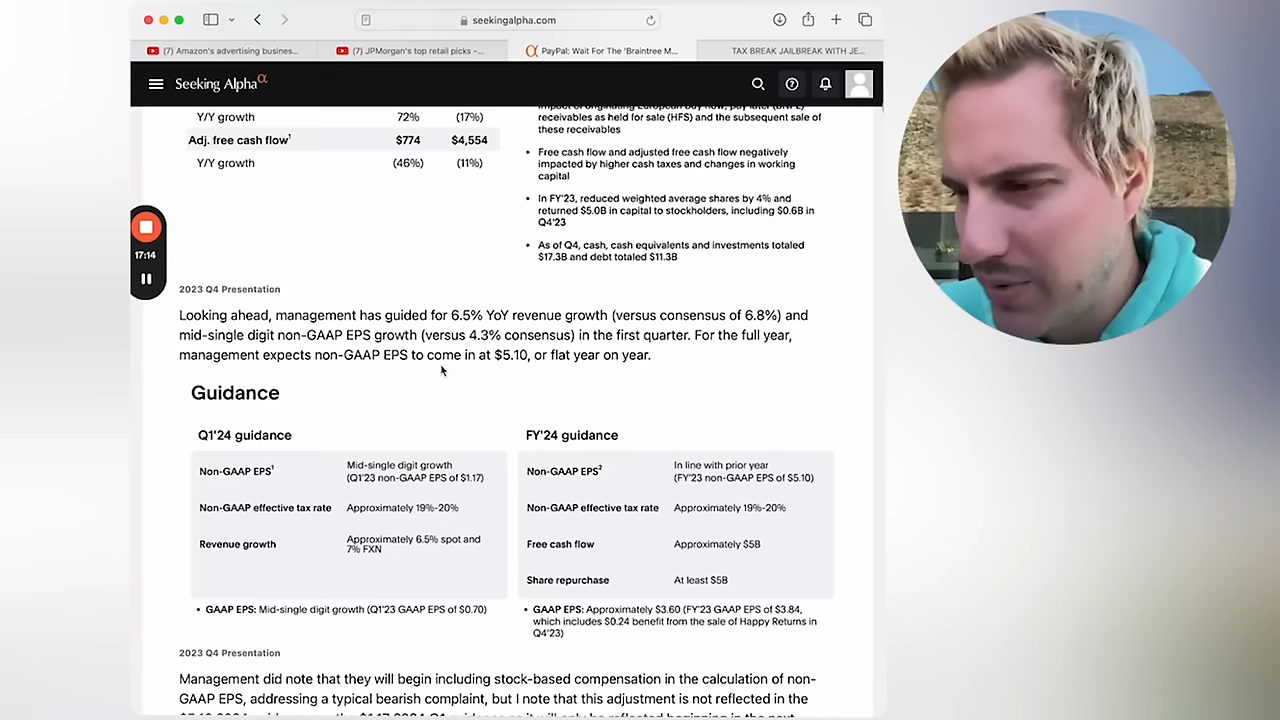 seekingalpha.com
(7) Amazon's advertising busines...
(7) JPMorgan's top retail picks -...
PayPal: Wait For The 'Braintree M...
TAX BREAK JAILBREAK WITH JE...
Seeking Alpha α
Y/Y growth 72% (17%)
Adj. free cash flow¹ $774 $4,554
Y/Y growth (46%) (11%)
receivables as held for sale (HFS) and the subsequent sale of
these receivables
• Free cash flow and adjusted free cash flow negatively
impacted by higher cash taxes and changes in working
capital
• In FY'23, reduced weighted average shares by 4% and
returned $5.0B in capital to stockholders, including $0.6B in
Q4'23
• As of Q4, cash, cash equivalents and investments totaled
$17.3B and debt totaled $11.3B
17:14
2023 Q4 Presentation
Looking ahead, management has guided for 6.5% YoY revenue growth (versus consensus of 6.8%) and
mid-single digit non-GAAP EPS growth (versus 4.3% consensus) in the first quarter. For the full year,
management expects non-GAAP EPS to come in at $5.10, or flat year on year.
Guidance
Q1'24 guidance
Non-GAAP EPS¹ Mid-single digit growth
(Q1'23 non-GAAP EPS of $1.17)
Non-GAAP effective tax rate Approximately 19%-20%
Revenue growth Approximately 6.5% spot and
7% FXN
• GAAP EPS: Mid-single digit growth (Q1'23 GAAP EPS of $0.70)
FY'24 guidance
Non-GAAP EPS² In line with prior year
(FY'23 non-GAAP EPS of $5.10)
Non-GAAP effective tax rate Approximately 19%-20%
Free cash flow Approximately $5B
Share repurchase At least $5B
• GAAP EPS: Approximately $3.60 (FY'23 GAAP EPS of $3.84,
which includes $0.24 benefit from the sale of Happy Returns in
Q4'23)
2023 Q4 Presentation
Management did note that they will begin including stock-based compensation in the calculation of non-
GAAP EPS, addressing a typical bearish complaint, but I note that this adjustment is not reflected in the